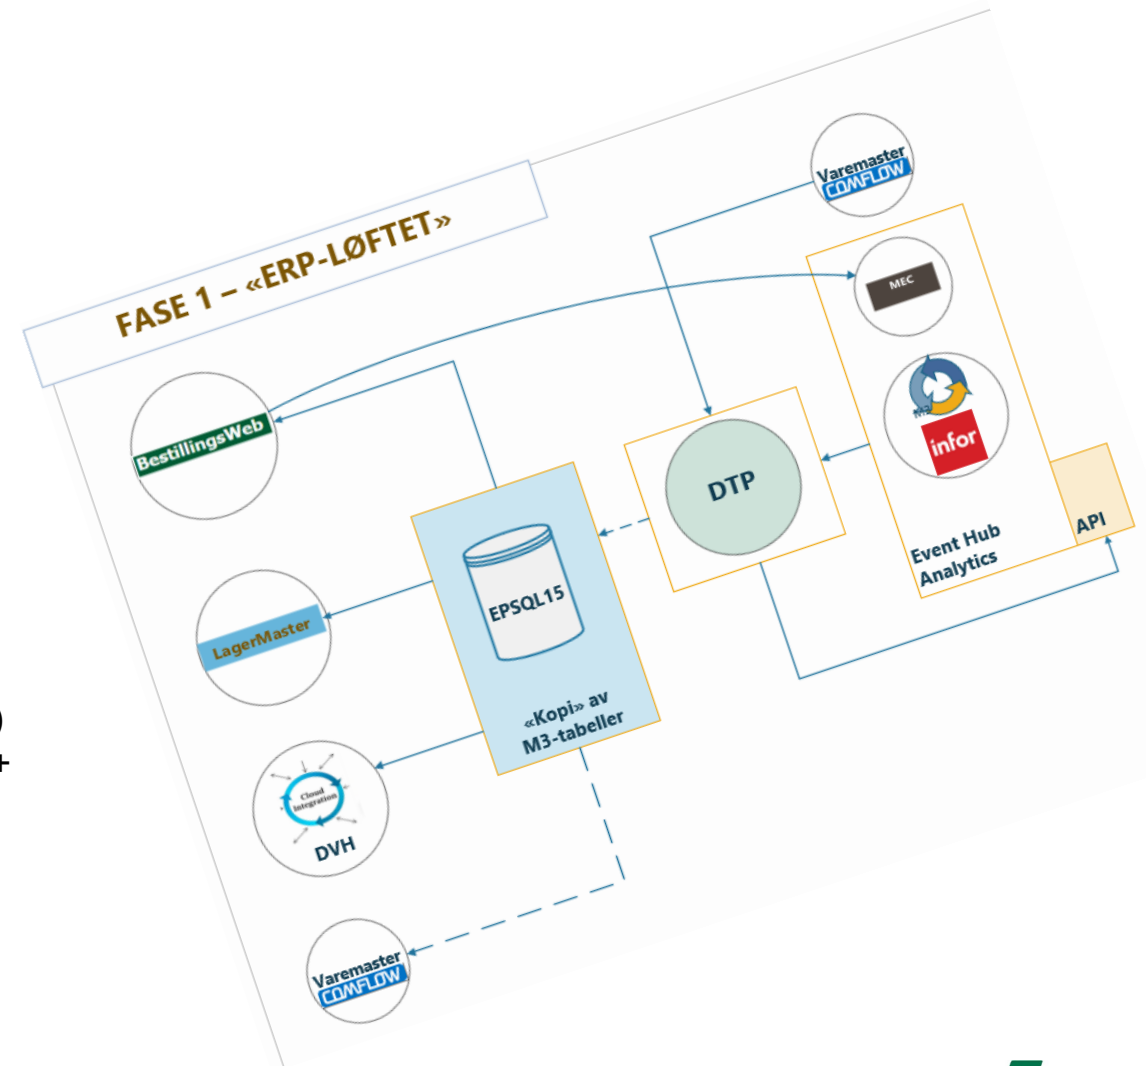 FASE 1 – «ERP-LØFTET»
Varemaster
COMFLOW
MEC
M3
infor
BestillingsWeb
DTP
API
Event Hub
Analytics
EPSQL15
LagerMaster
«Kopi» av
M3-tabeller
Cloud
Integration
DVH
Varemaster
COMFLOW
)
+